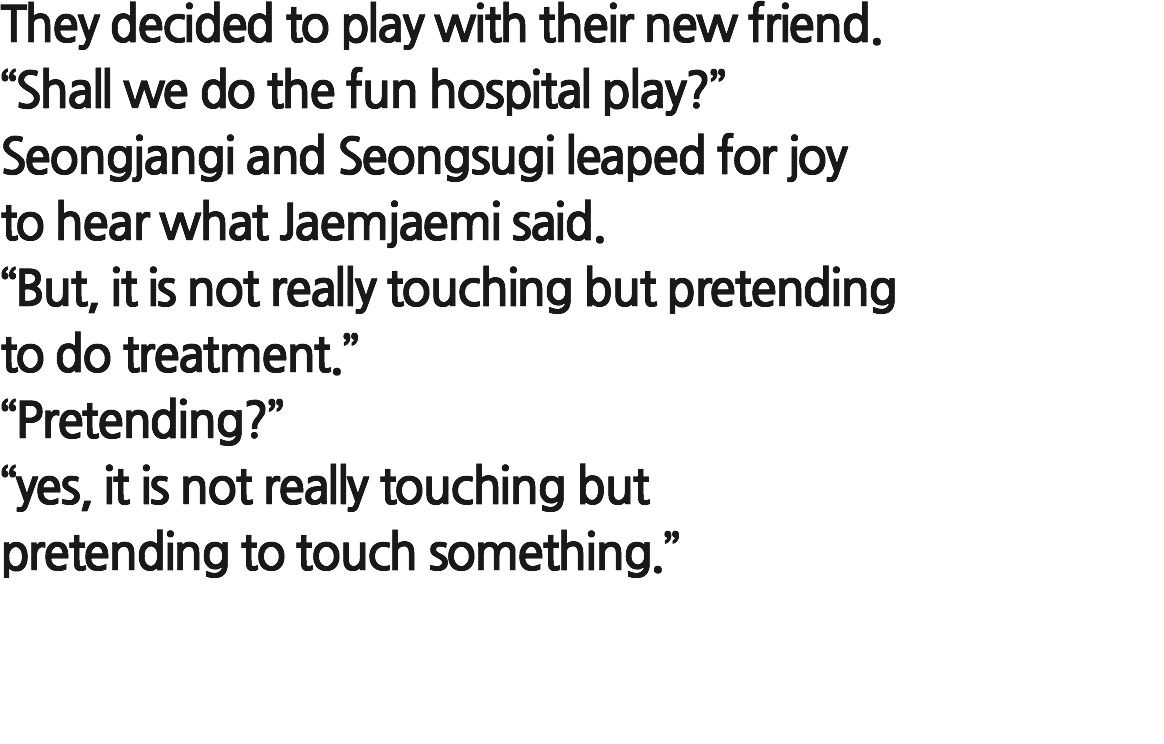 They decided to play with their new friend.
“Shall we do the fun hospital play?”
Seongjangi and Seongsugi leaped for joy
to hear what Jaemjaemi said.
“But, it is not really touching but pretending
to do treatment.”
“Pretending?”
“yes, it is not really touching but
pretending to touch something.”